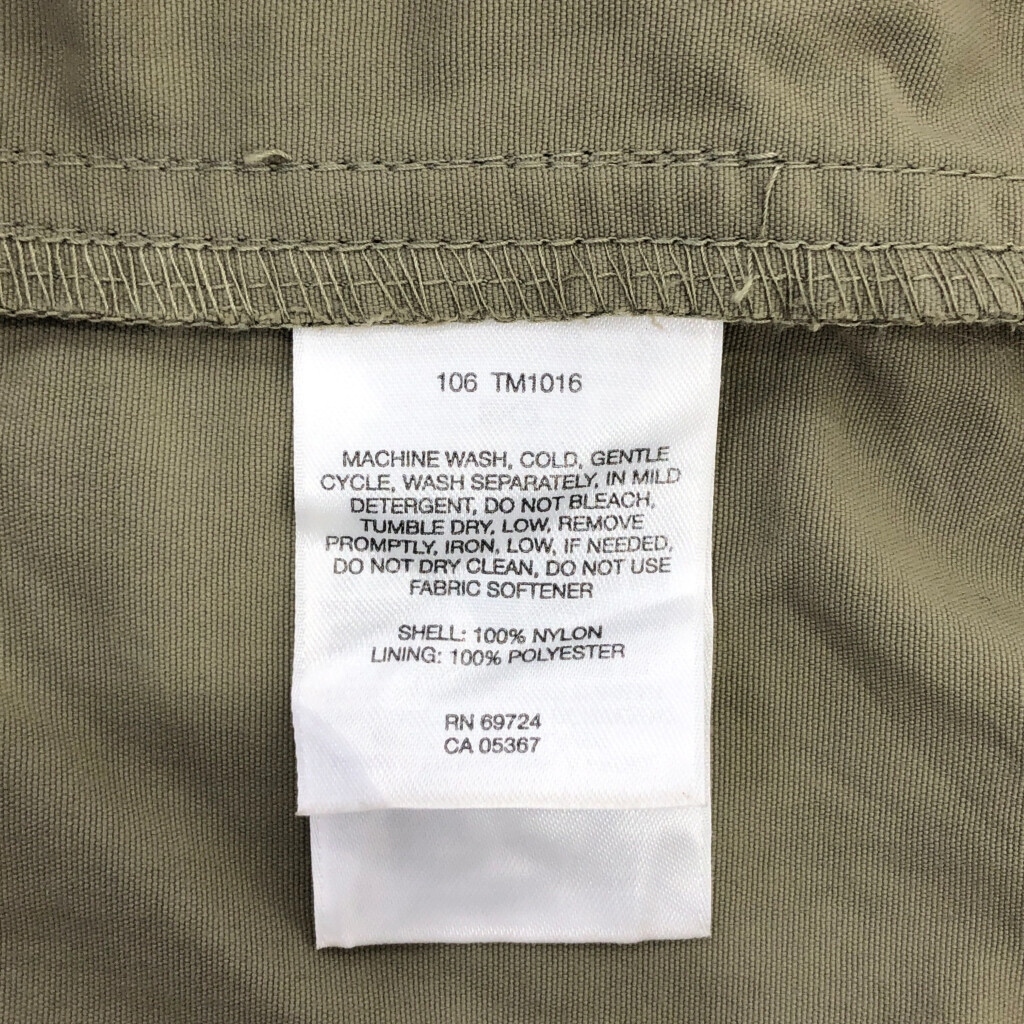 106 TM1016
MACHINE WASH, COLD, GENTLE
CYCLE, WASH SEPARATELY, IN MILD
DETERGENT, DO NOT BLEACH,
TUMBLE DRY, LOW, REMOVE
PROMPTLY, IRON, LOW, IF NEEDED,
DO NOT DRY CLEAN, DO NOT USE
FABRIC SOFTENER
SHELL: 100% NYLON
LINING: 100% POLYESTER
RN 69724
CA 05367